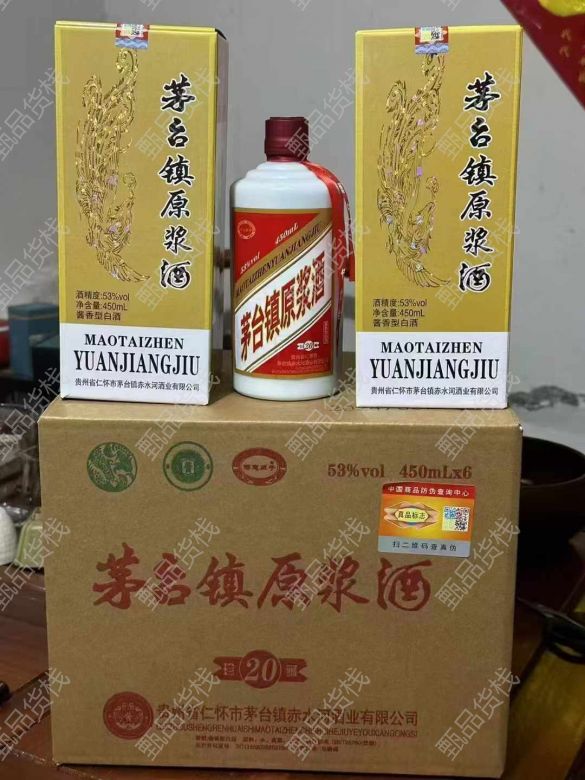 茅台镇原浆酒
酒精度:53%vol
净含量:450mL
酱香型白酒
MAOTAIZHEN
YUANJIANGJIU
贵州省仁怀市茅台镇赤水河酒业有限公司
53%vol 450mL
MAOTAIZHENYUANJIANGJIU
茅台镇原浆酒
珍 20 藏
茅台镇原浆酒
酒精度:53%vol
净含量:450mL
酱香型白酒
MAOTAIZHEN
YUANJIANGJIU
贵州省仁怀市茅台镇赤水河酒业有限公司
53%vol 450mLx6
中国商品防伪查询中心
真品标志
扫二维码查真伪
茅台镇原浆酒
珍 20 藏
贵州省仁怀市茅台镇赤水河酒业有限公司
甄品货栈